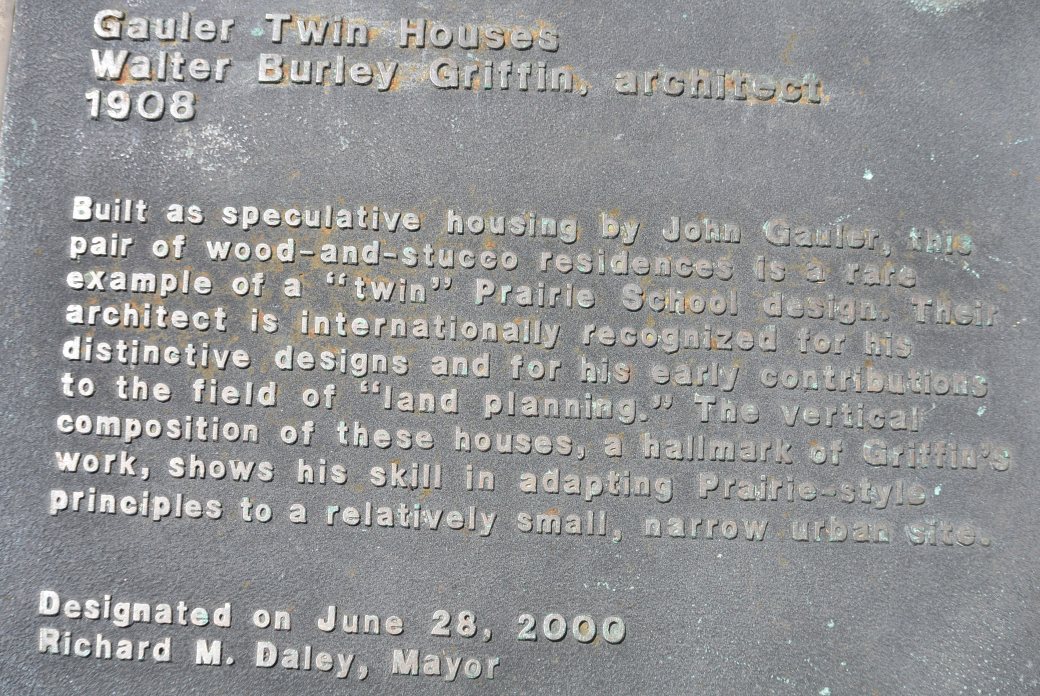 Gauler Twin Houses
Walter Burley Griffin, architect
1908
Built as speculative housing by John Gauler, this
pair of wood-and-stucco residences is a rare
example of a “twin” Prairie School design. Their
architect is internationally recognized for his
distinctive designs and for his early contributions
to the field of “land planning.” The vertical
composition of these houses, a hallmark of Griffin's
work, shows his skill in adapting Prairie-style
principles to a relatively small, narrow urban site.
Designated on June 28, 2000
Richard M. Daley, Mayor